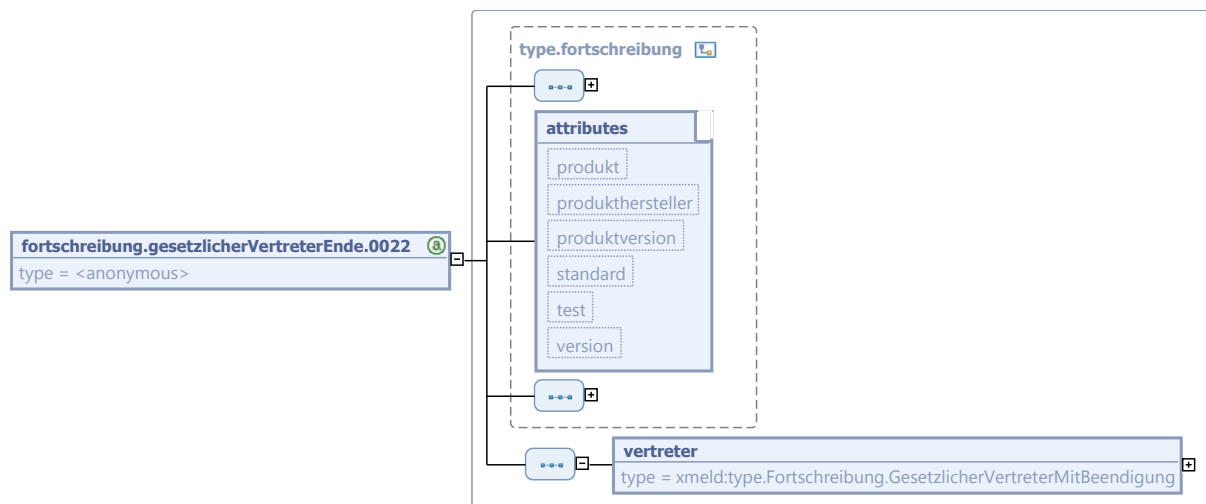 type.fortschreibung
attributes
produkt
produkthersteller
produktversion
standard
test
version
fortschreibung.gesetzlicherVertreterEnde.0022 a
type = <anonymous>
vertreter
type = xmeld:type.Fortschreibung.GesetzlicherVertreterMitBeendigung